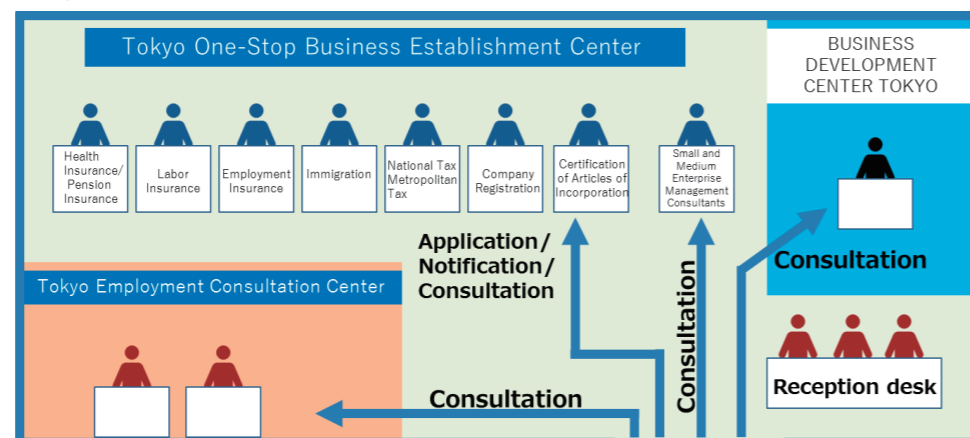 Tokyo One-Stop Business Establishment Center
BUSINESS
DEVELOPMENT
CENTER TOKYO
Health
Insurance/
Pension
Insurance
Labor
Insurance
Employment
Insurance
Immigration
National Tax
Metropolitan
Tax
Company
Registration
Certification
of Articles of
Incorporation
Small and
Medium
Enterprise
Management
Consultants
Application/
Notification/
Consultation
Consultation
Consultation
Tokyo Employment Consultation Center
Consultation
Reception desk